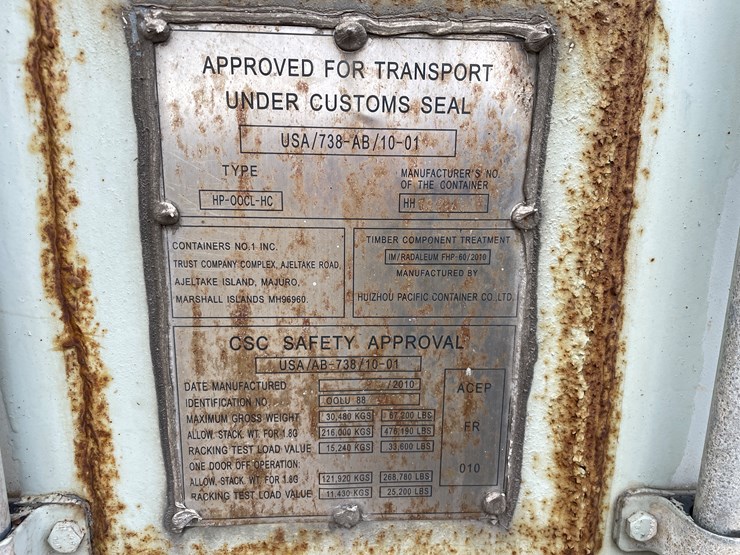 APPROVED FOR TRANSPORT
UNDER CUSTOMS SEAL
USA/738-AB/10-01
TYPE
HP-OOCL-HC
MANUFACTURER'S NO.
OF THE CONTAINER
HH
CONTAINERS NO.1 INC.
TRUST COMPANY COMPLEX, AJELTAKE ROAD,
AJELTAKE ISLAND, MAJURO,
MARSHALL ISLANDS MH96960.
TIMBER COMPONENT TREATMENT
IM/RADALEUM FHP-60/2010
MANUFACTURED BY
HUIZHOU PACIFIC CONTAINER CO.,LTD.
CSC SAFETY APPROVAL
USA/AB-738/10-01
DATE MANUFACTURED /2010
IDENTIFICATION NO. OOLU 88
MAXIMUM GROSS WEIGHT 30,480 KGS 67,200 LBS
ALLOW. STACK. WT. FOR 1.8G 216,000 KGS 476,190 LBS
RACKING TEST LOAD VALUE 15,240 KGS 33,600 LBS
ONE DOOR OFF OPERATION:
ALLOW. STACK. WT. FOR 1.8G 121,920 KGS 268,780 LBS
RACKING TEST LOAD VALUE 11,430 KGS 25,200 LBS
ACEP
FR
010